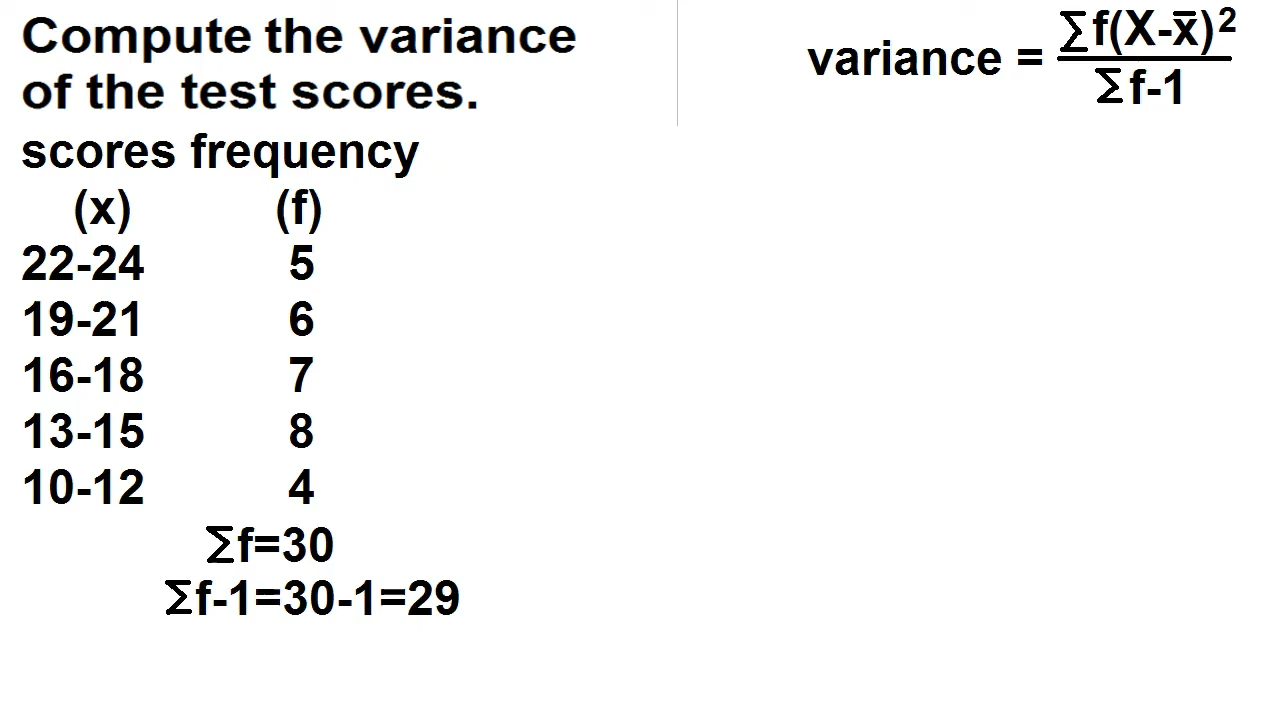 Compute the variance
of the test scores.
variance = ∑f(X-x̄)²
∑f-1
scores frequency
(x) (f)
22-24 5
19-21 6
16-18 7
13-15 8
10-12 4
∑f=30
∑f-1=30-1=29